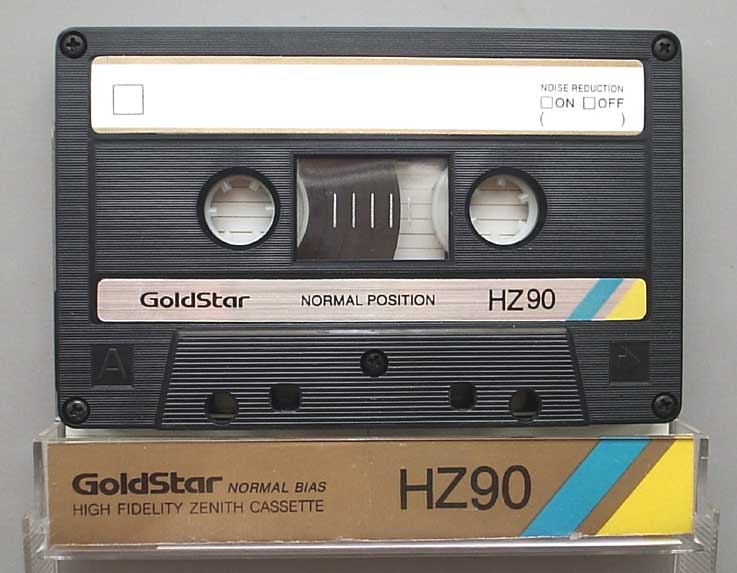 NOISE REDUCTION
ON OFF
( )
GoldStar NORMAL POSITION HZ90
A
GoldStar NORMAL BIAS HZ90
HIGH FIDELITY ZENITH CASSETTE